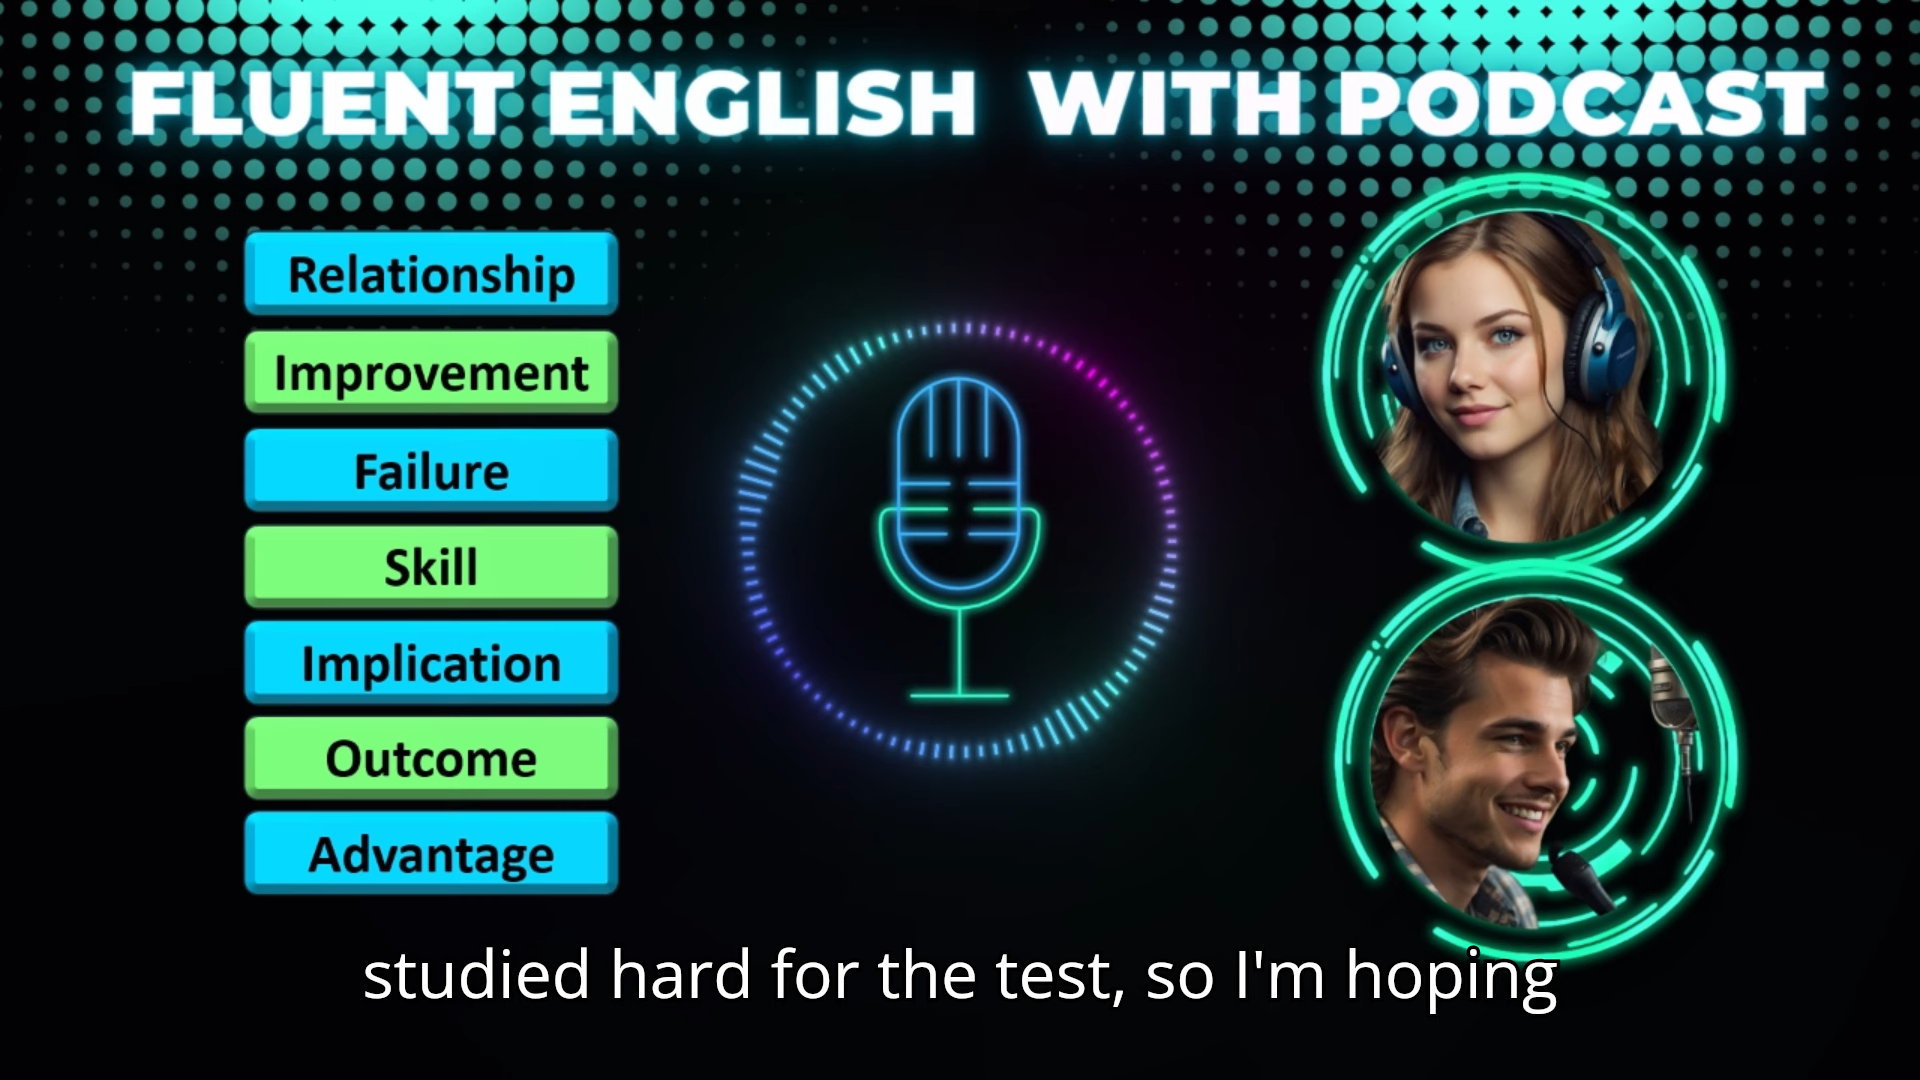 FLUENT ENGLISH WITH PODCAST
Relationship
Improvement
Failure
Skill
Implication
Outcome
Advantage
studied hard for the test, so I'm hoping